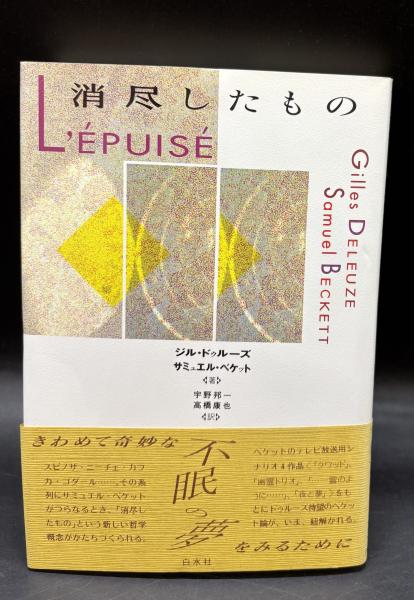 消尽したもの
L'ÉPUISÉ
Gilles DELEUZE
Samuel BECKETT
ジル・ドゥルーズ
サミュエル・ベケット
【著】
宇野邦一
高橋康也
【訳】
きわめて奇妙な
不眠の夢
をみるために
ベケットのテレビ放送用シ
ナリオ4作品(「クワッド」、
「幽霊トリオ」、「……雲のよ
うに……」、「夜と夢」)をも
とにドゥルーズ待望のベケッ
ト論が、いま、紐解かれる。
スピノザ・ニーチェ・カフ
カ・ゴダール……、その系
列にサミュエル・ベケット
がつらなるとき、「消尽し
たもの」という新しい哲学
概念がかたちづくられる。
白水社